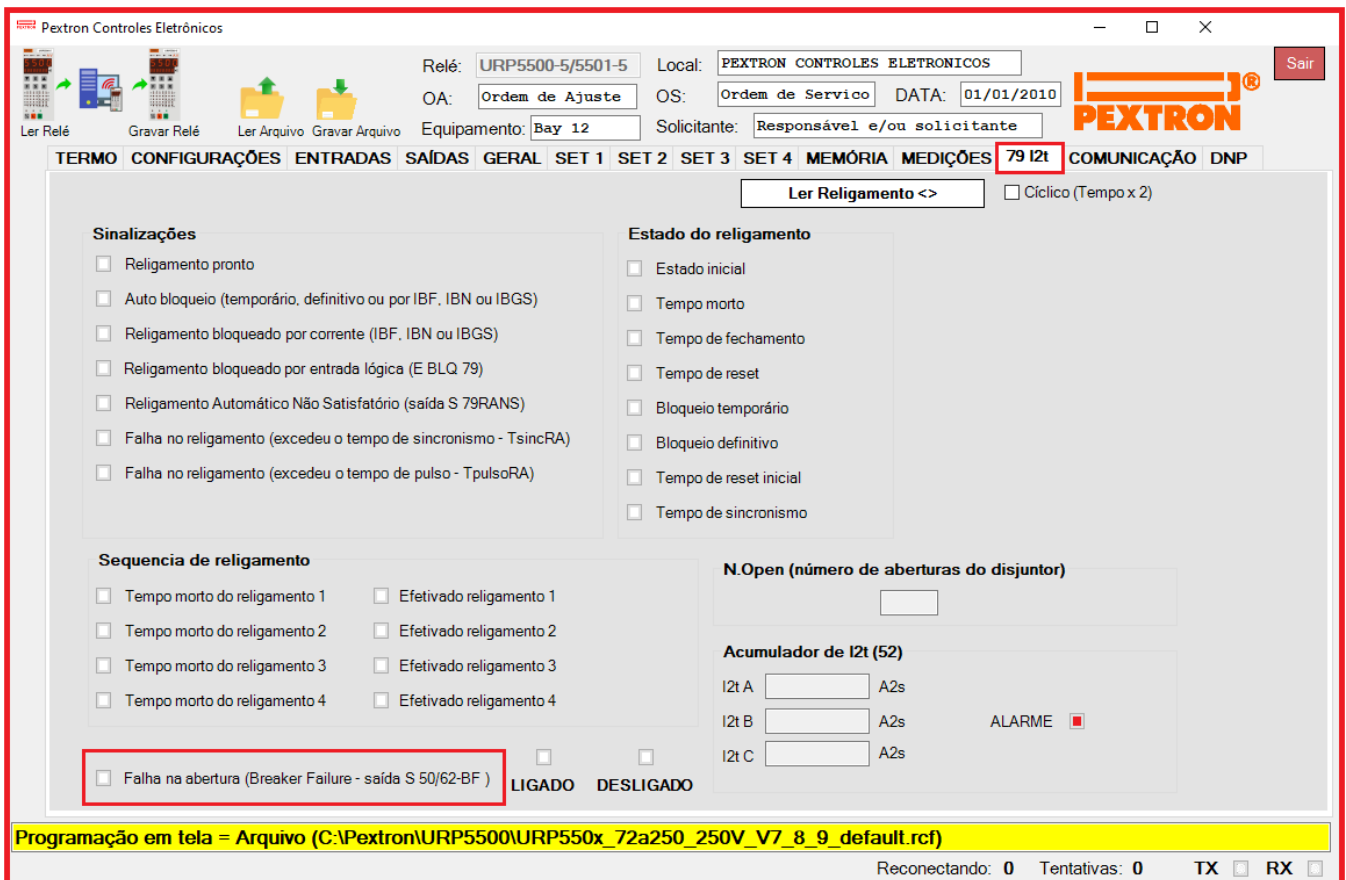 Pextron Controles Eletrônicos
Relé: URP5500-5/5501-5 Local: PEXTRON CONTROLES ELETRONICOS Sair
OA: Ordem de Ajuste OS: Ordem de Servico DATA: 01/01/2010
Ler Relé Gravar Relé Ler Arquivo Gravar Arquivo Equipamento: Bay 12 Solicitante: Responsável e/ou solicitante
PEXTRON ®
TERMO CONFIGURAÇÕES ENTRADAS SAÍDAS GERAL SET 1 SET 2 SET 3 SET 4 MEMÓRIA MEDIÇÕES 79 I2t COMUNICAÇÃO DNP
Ler Religamento <> Cíclico (Tempo x 2)
Sinalizações
Religamento pronto
Auto bloqueio (temporário, definitivo ou por IBF, IBN ou IBGS)
Religamento bloqueado por corrente (IBF, IBN ou IBGS)
Religamento bloqueado por entrada lógica (E BLQ 79)
Religamento Automático Não Satisfatório (saída S 79RANS)
Falha no religamento (excedeu o tempo de sincronismo - TsincRA)
Falha no religamento (excedeu o tempo de pulso - TpulsoRA)
Estado do religamento
Estado inicial
Tempo morto
Tempo de fechamento
Tempo de reset
Bloqueio temporário
Bloqueio definitivo
Tempo de reset inicial
Tempo de sincronismo
Sequencia de religamento
Tempo morto do religamento 1 Efetivado religamento 1
Tempo morto do religamento 2 Efetivado religamento 2
Tempo morto do religamento 3 Efetivado religamento 3
Tempo morto do religamento 4 Efetivado religamento 4
N.Open (número de aberturas do disjuntor)
Acumulador de I2t (52)
I2t A A2s
I2t B A2s ALARME
I2t C A2s
Falha na abertura (Breaker Failure - saída S 50/62-BF ) LIGADO DESLIGADO
Programação em tela = Arquivo (C:\Pextron\URP5500\URP550x_72a250_250V_V7_8_9_default.rcf)
Reconectando: 0 Tentativas: 0 TX RX